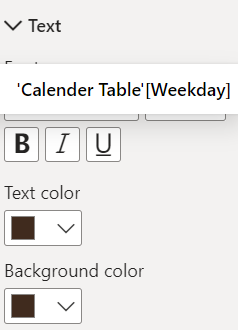 Text
'Calender Table'[Weekday]
B I U
Text color
Background color